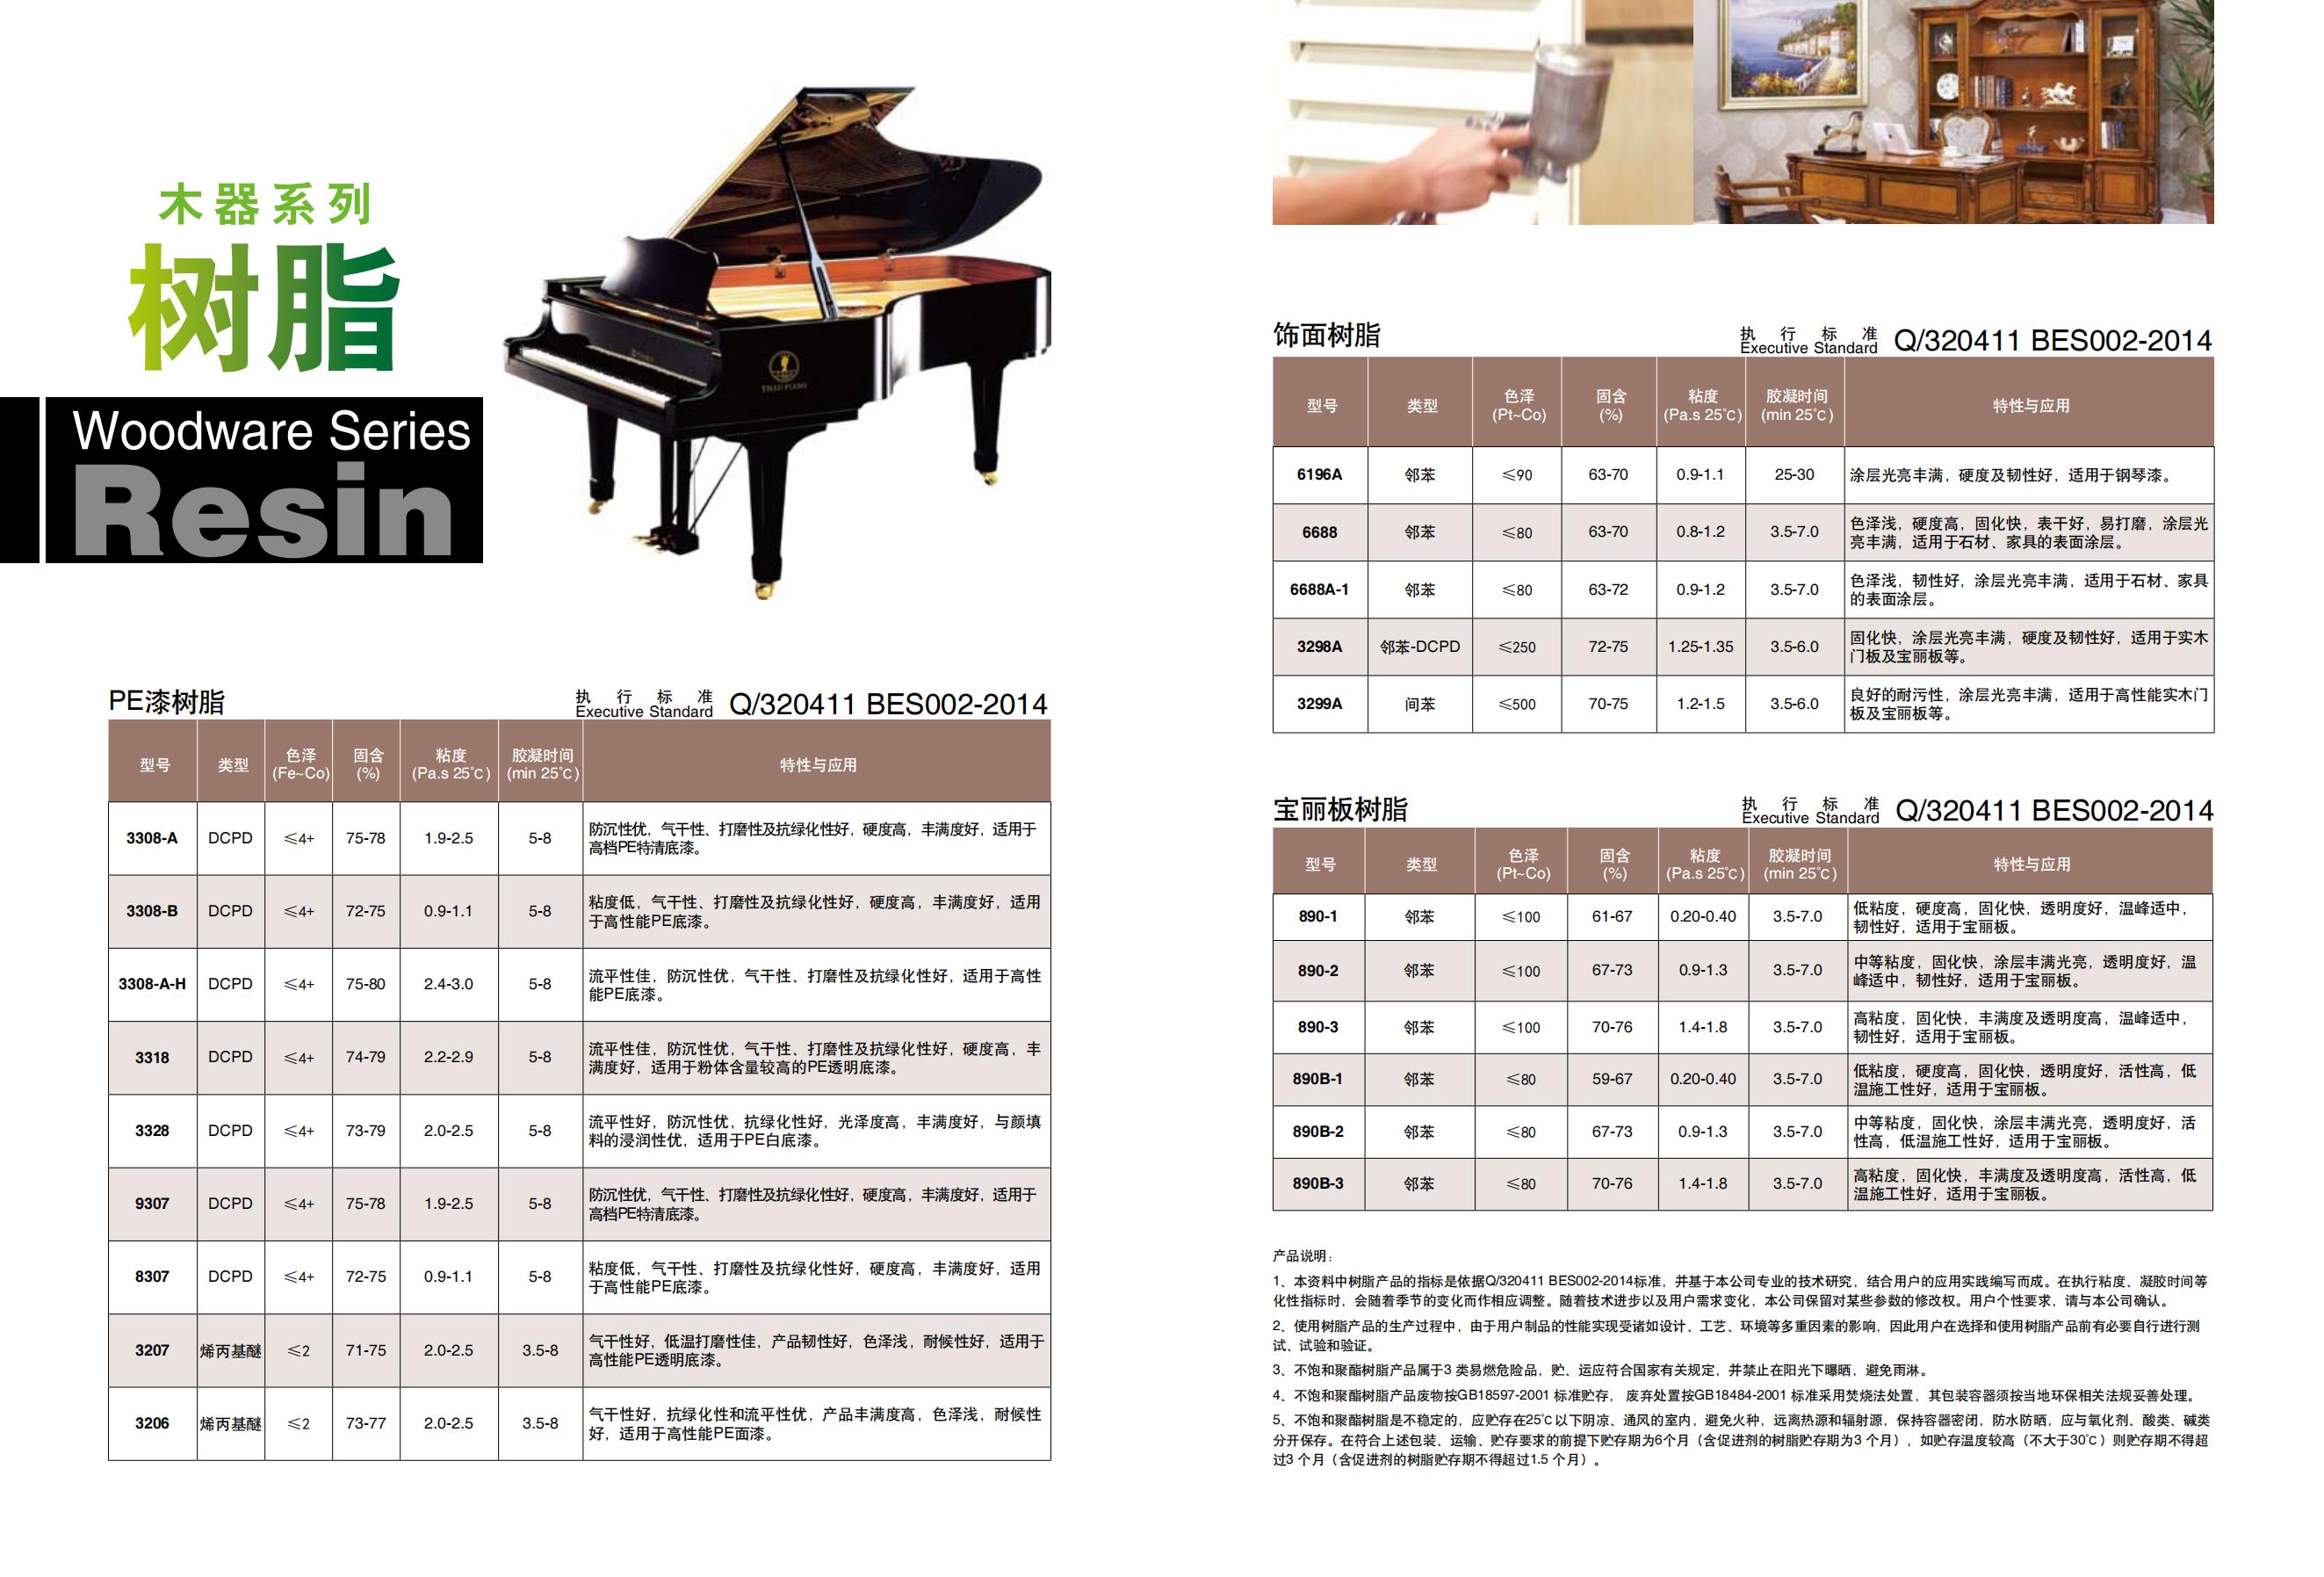 木器系列
树脂
Woodware Series
Resin
PE漆树脂 执行标准 Executive Standard Q/320411 BES002-2014
型号 类型 色泽 (Fe~Co) 固含 (%) 粘度 (Pa.s 25℃) 胶凝时间 (min 25℃) 特性与应用
3308-A DCPD ≤4+ 75-78 1.9-2.5 5-8 防沉性优，气干性、打磨性及抗绿化性好，硬度高，丰满度好，适用于
高档PE特清底漆。
3308-B DCPD ≤4+ 72-75 0.9-1.1 5-8 粘度低，气干性、打磨性及抗绿化性好，硬度高，丰满度好，适用
于高性能PE底漆。
3308-A-H DCPD ≤4+ 75-80 2.4-3.0 5-8 流平性佳，防沉性优，气干性、打磨性及抗绿化性好，适用于高性
能PE底漆。
3318 DCPD ≤4+ 74-79 2.2-2.9 5-8 流平性佳，防沉性优，气干性、打磨性及抗绿化性好，硬度高，丰
满度好，适用于粉体含量较高的PE透明底漆。
3328 DCPD ≤4+ 73-79 2.0-2.5 5-8 流平性好，防沉性优，抗绿化性好，光泽度高，丰满度好，与颜填
料的浸润性优，适用于PE白底漆。
9307 DCPD ≤4+ 75-78 1.9-2.5 5-8 防沉性优，气干性、打磨性及抗绿化性好，硬度高，丰满度好，适用于
高档PE特清底漆。
8307 DCPD ≤4+ 72-75 0.9-1.1 5-8 粘度低，气干性、打磨性及抗绿化性好，硬度高，丰满度好，适用
于高性能PE底漆。
3207 烯丙基醚 ≤2 71-75 2.0-2.5 3.5-8 气干性好，低温打磨性佳，产品韧性好，色泽浅，耐候性好，适用于
高性能PE透明底漆。
3206 烯丙基醚 ≤2 73-77 2.0-2.5 3.5-8 气干性好，抗绿化性和流平性优，产品丰满度高，色泽浅，耐候性
好，适用于高性能PE面漆。
饰面树脂 执行标准 Executive Standard Q/320411 BES002-2014
型号 类型 色泽 (Pt~Co) 固含 (%) 粘度 (Pa.s 25℃) 胶凝时间 (min 25℃) 特性与应用
6196A 邻苯 ≤90 63-70 0.9-1.1 25-30 涂层光亮丰满，硬度及韧性好，适用于钢琴漆。
6688 邻苯 ≤80 63-70 0.8-1.2 3.5-7.0 色泽浅，硬度高，固化快，表干好，易打磨，涂层光
亮丰满，适用于石材、家具的表面涂层。
6688A-1 邻苯 ≤80 63-72 0.9-1.2 3.5-7.0 色泽浅，韧性好，涂层光亮丰满，适用于石材、家具
的表面涂层。
3298A 邻苯-DCPD ≤250 72-75 1.25-1.35 3.5-6.0 固化快，涂层光亮丰满，硬度及韧性好，适用于实木
门板及宝丽板等。
3299A 间苯 ≤500 70-75 1.2-1.5 3.5-6.0 良好的耐污性，涂层光亮丰满，适用于高性能实木门
板及宝丽板等。
宝丽板树脂 执行标准 Executive Standard Q/320411 BES002-2014
型号 类型 色泽 (Pt~Co) 固含 (%) 粘度 (Pa.s 25℃) 胶凝时间 (min 25℃) 特性与应用
890-1 邻苯 ≤100 61-67 0.20-0.40 3.5-7.0 低粘度，硬度高，固化快，透明度好，温峰适中，
韧性好，适用于宝丽板。
890-2 邻苯 ≤100 67-73 0.9-1.3 3.5-7.0 中等粘度，固化快，涂层丰满光亮，透明度好，温
峰适中，韧性好，适用于宝丽板。
890-3 邻苯 ≤100 70-76 1.4-1.8 3.5-7.0 高粘度，固化快，丰满度及透明度高，温峰适中，
韧性好，适用于宝丽板。
890B-1 邻苯 ≤80 59-67 0.20-0.40 3.5-7.0 低粘度，硬度高，固化快，透明度好，活性高，低
温施工性好，适用于宝丽板。
890B-2 邻苯 ≤80 67-73 0.9-1.3 3.5-7.0 中等粘度，固化快，涂层丰满光亮，透明度好，活
性高，低温施工性好，适用于宝丽板。
890B-3 邻苯 ≤80 70-76 1.4-1.8 3.5-7.0 高粘度，固化快，丰满度及透明度高，活性高，低
温施工性好，适用于宝丽板。
产品说明：
1、本资料中树脂产品的指标是依据Q/320411 BES002-2014标准，并基于本公司专业的技术研究，结合用户的应用实践编写而成。在执行粘度、凝胶时间等
化性指标时，会随着季节的变化而作相应调整。随着技术进步以及用户需求变化，本公司保留对某些参数的修改权。用户个性要求，请与本公司确认。
2、使用树脂产品的生产过程中，由于用户制品的性能实现受诸如设计、工艺、环境等多重因素的影响，因此用户在选择和使用树脂产品前有必要自行进行测
试、试验和验证。
3、不饱和聚酯树脂产品属于3 类易燃危险品，贮、运应符合国家有关规定，并禁止在阳光下曝晒，避免雨淋。
4、不饱和聚酯树脂产品废物按GB18597-2001 标准贮存， 废弃处置按GB18484-2001 标准采用焚烧法处置，其包装容器须按当地环保相关法规妥善处理。
5、不饱和聚酯树脂是不稳定的，应贮存在25℃以下阴凉、通风的室内，避免火种，远离热源和辐射源，保持容器密闭，防水防晒，应与氧化剂、酸类、碱类
分开保存。在符合上述包装、运输、贮存要求的前提下贮存期为6个月（含促进剂的树脂贮存期为3 个月），如贮存温度较高（不大于30℃）则贮存期不得超
过3 个月（含促进剂的树脂贮存期不得超过1.5 个月）。